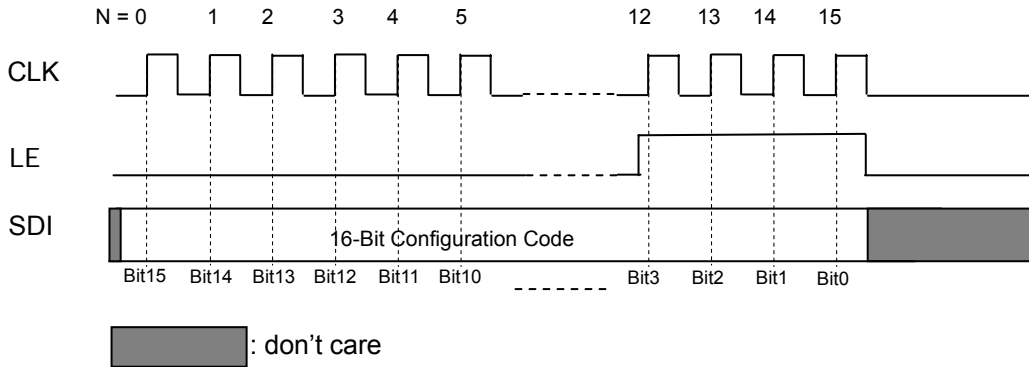 N = 0 1 2 3 4 5 12 13 14 15
CLK
LE
SDI
16-Bit Configuration Code
Bit15 Bit14 Bit13 Bit12 Bit11 Bit10 Bit3 Bit2 Bit1 Bit0
: don't care